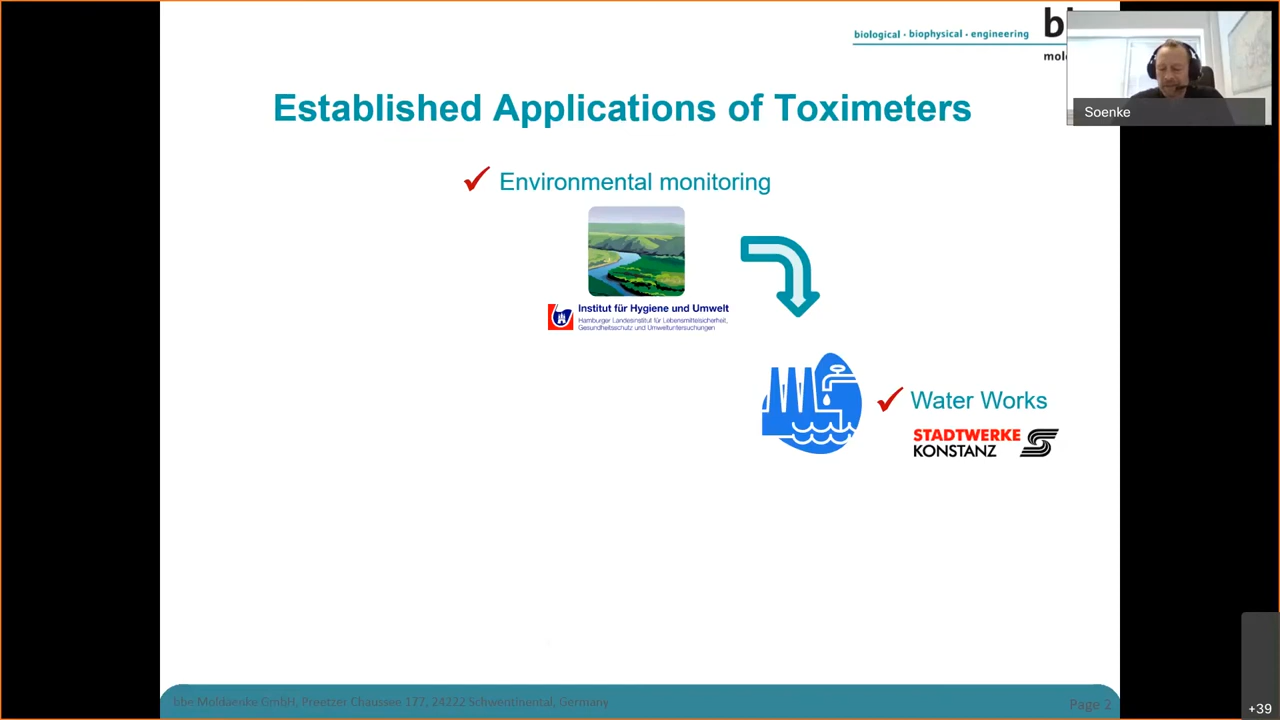 biological · biophysical · engineering
Soenke
Established Applications of Toximeters
✓ Environmental monitoring
Institut für Hygiene und Umwelt
Hamburger Landesinstitut für Lebensmittelsicherheit,
Gesundheitsschutz und Umweltuntersuchungen
✓ Water Works
STADTWERKE
KONSTANZ
bbe Moldaenke GmbH, Preetzer Chaussee 177, 24222 Schwentinental, Germany
Page 2
+39